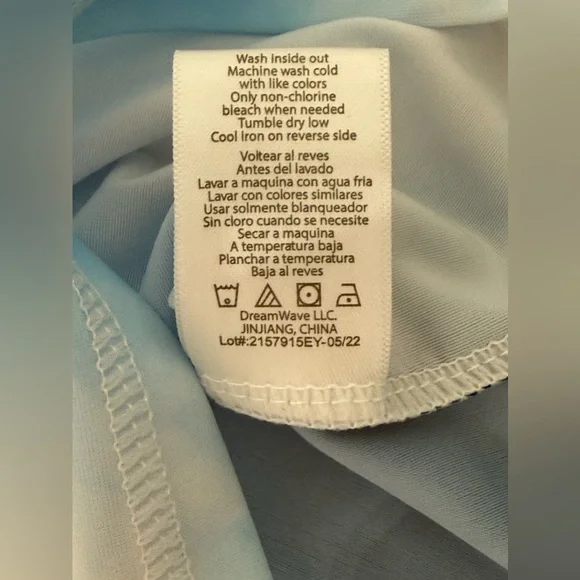 Wash inside out
Machine wash cold
with like colors
Only non-chlorine
bleach when needed
Tumble dry low
Cool iron on reverse side
Voltear al reves
Antes del lavado
Lavar a maquina con agua fria
Lavar con colores similares
Usar solmente blanqueador
Sin cloro cuando se necesite
Secar a maquina
A temperatura baja
Planchar a temperatura
Baja al reves
DreamWave LLC.
JINJIANG, CHINA
Lot#:2157915EY-05/22